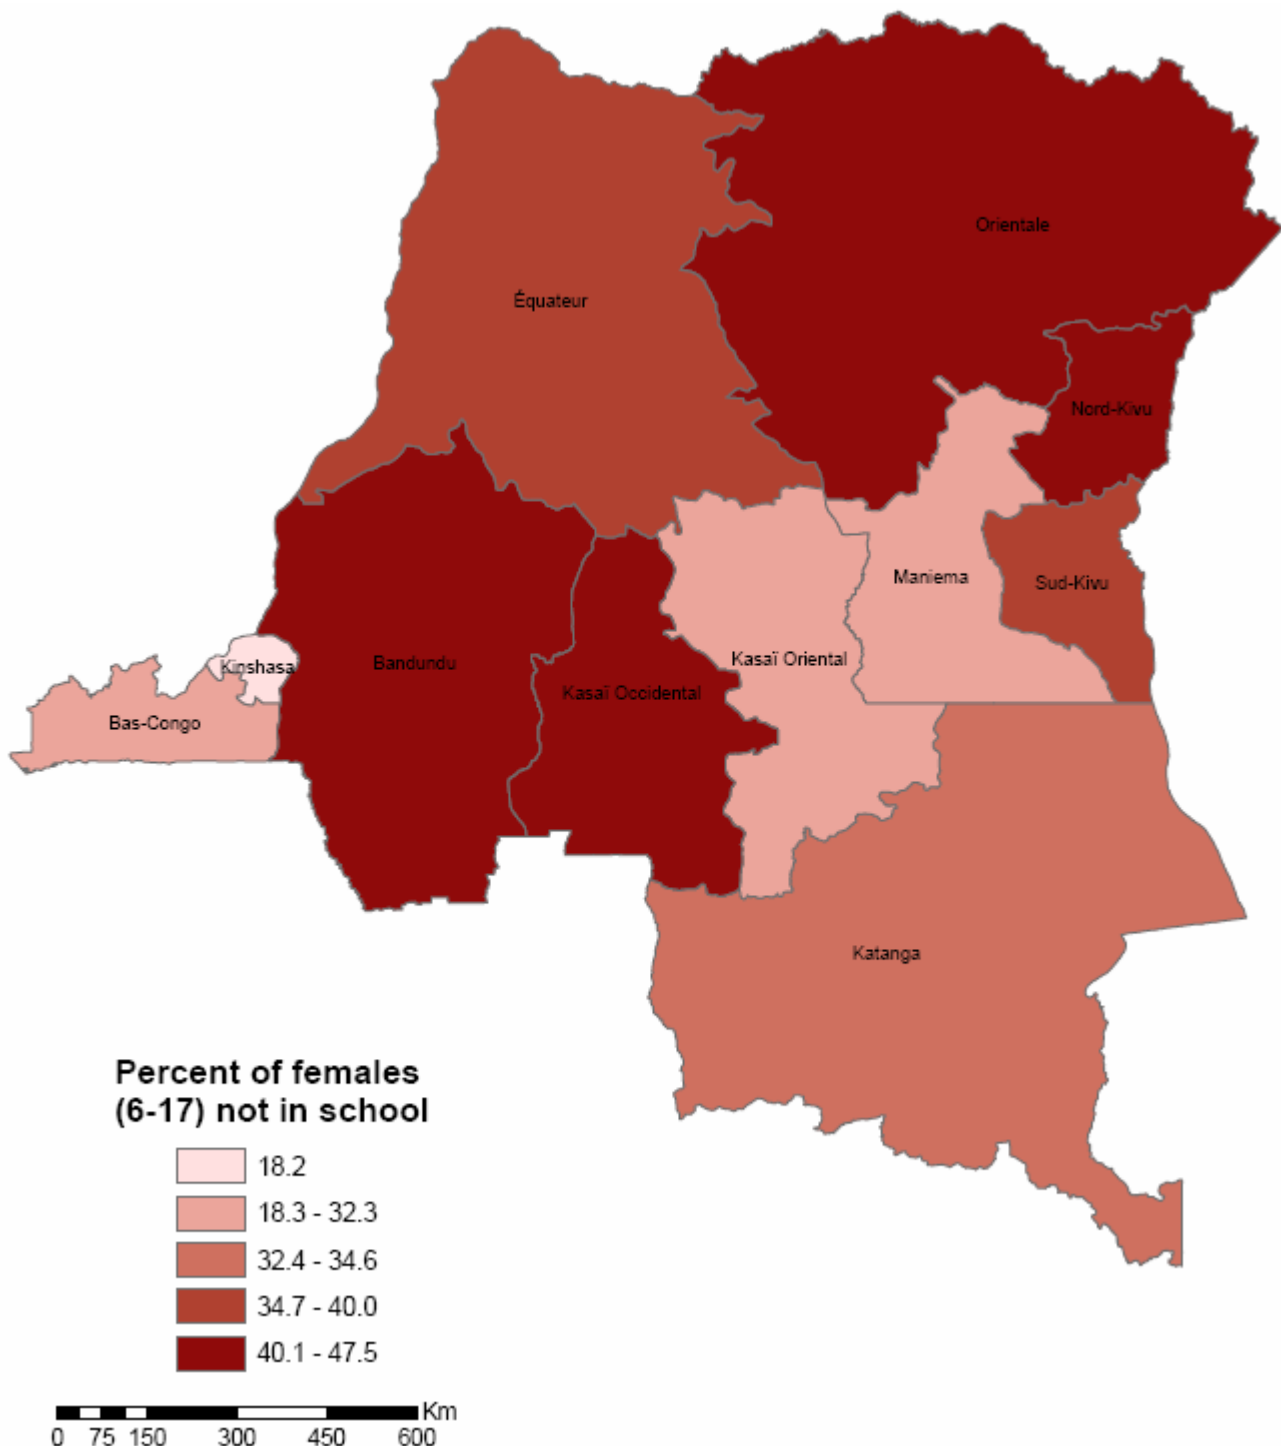 Orientale
Équateur
Nord-Kivu
Maniema
Sud-Kivu
Kinshasa
Bandundu
Kasaï Oriental
Kasaï Occidental
Bas-Congo
Katanga
Percent of females
(6-17) not in school
18.2
18.3 - 32.3
32.4 - 34.6
34.7 - 40.0
40.1 - 47.5
Km
0 75 150 300 450 600